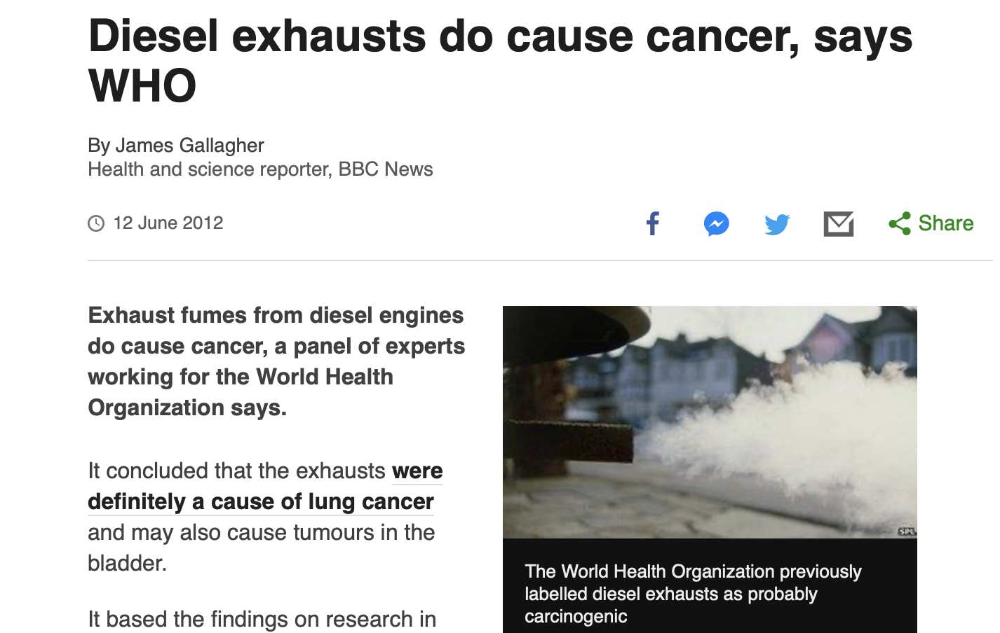 Diesel exhausts do cause cancer, says
WHO
By James Gallagher
Health and science reporter, BBC News
12 June 2012
Share
Exhaust fumes from diesel engines
do cause cancer, a panel of experts
working for the World Health
Organization says.
It concluded that the exhausts were
definitely a cause of lung cancer
and may also cause tumours in the
bladder.
It based the findings on research in
SPL
The World Health Organization previously
labelled diesel exhausts as probably
carcinogenic